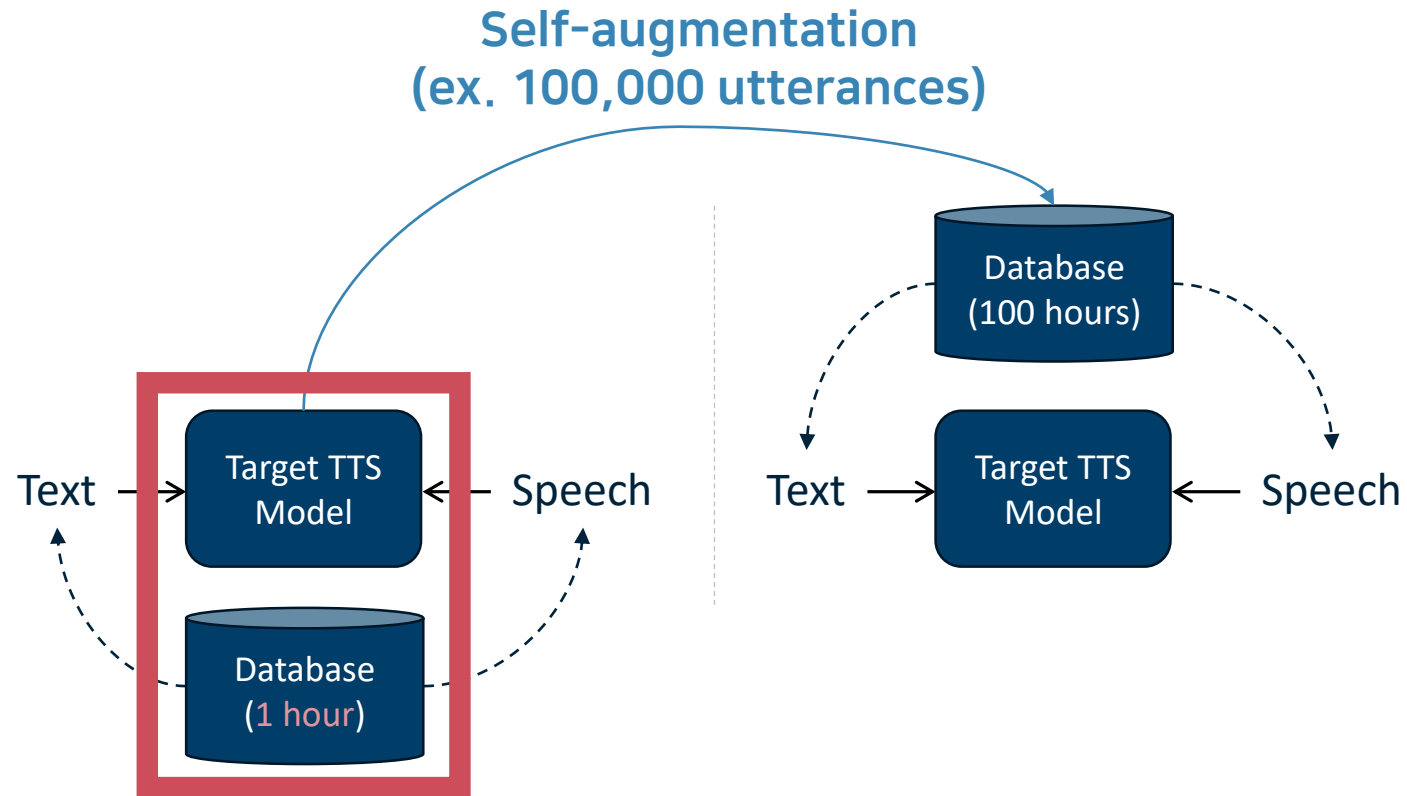 Self-augmentation
(ex. 100,000 utterances)
Target TTS
Model
Text
Speech
Database
(1 hour)
Database
(100 hours)
Text
Target TTS
Model
Speech